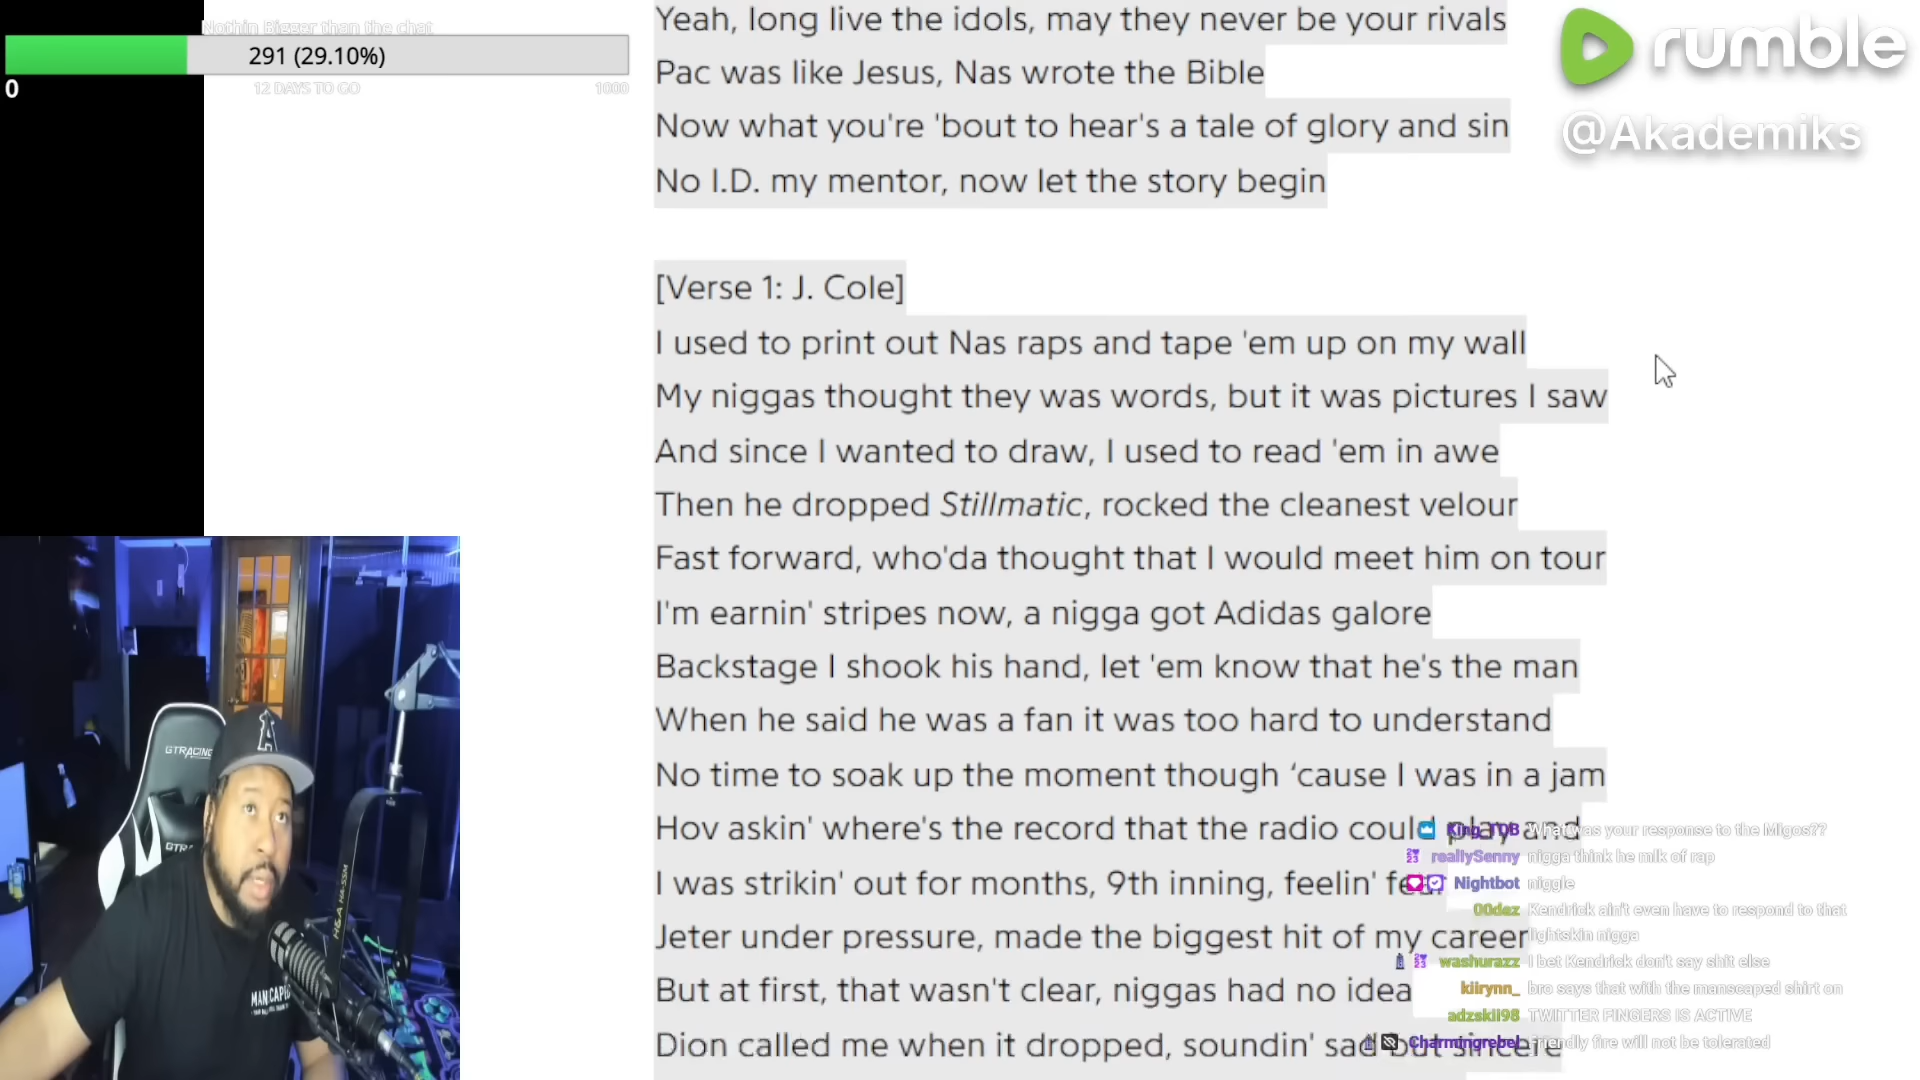 Nothin Bigger than the chat
291 (29.10%)
0
12 DAYS TO GO
1000
rumble
@Akademiks
Yeah, long live the idols, may they never be your rivals
Pac was like Jesus, Nas wrote the Bible
Now what you're 'bout to hear's a tale of glory and sin
No I.D. my mentor, now let the story begin
[Verse 1: J. Cole]
I used to print out Nas raps and tape 'em up on my wall
My niggas thought they was words, but it was pictures I saw
And since I wanted to draw, I used to read 'em in awe
Then he dropped Stillmatic, rocked the cleanest velour
Fast forward, who'da thought that I would meet him on tour
I'm earnin' stripes now, a nigga got Adidas galore
Backstage I shook his hand, let 'em know that he's the man
When he said he was a fan it was too hard to understand
No time to soak up the moment though ‘cause I was in a jam
Hov askin' where's the record that the radio could play and
I was strikin' out for months, 9th inning, feelin' fear
Jeter under pressure, made the biggest hit of my career
But at first, that wasn't clear, niggas had no idea
Dion called me when it dropped, soundin' sad but sincere
King_TDB What was your response to the Migos??
reallySenny nigga think he mlk of rap
Nightbot niggle
00dez Kendrick ain't even have to respond to that
lightskin nigga
washurazz I bet Kendrick don't say shit else
kiirynn_ bro says that with the manscaped shirt on
adzskii98 TWITTER FINGERS IS ACTIVE
Charmingrebel Friendly fire will not be tolerated
GTRACING
GTRA
H&A HA-SSM
MANSCAPED